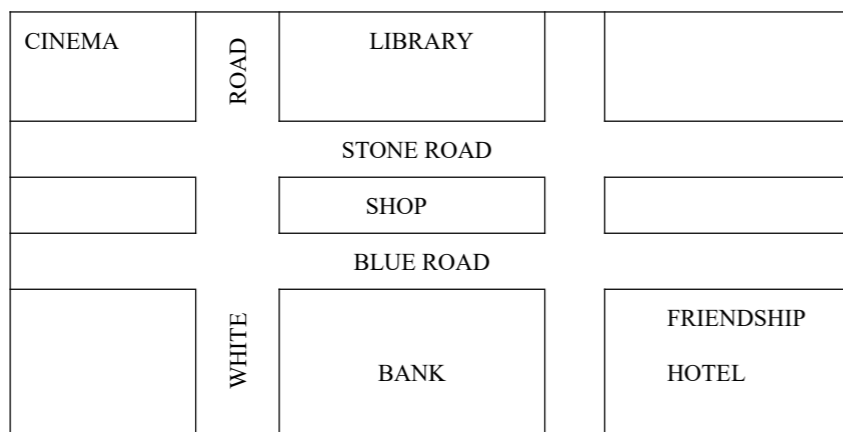 CINEMA
ROAD
LIBRARY
STONE ROAD
SHOP
BLUE ROAD
WHITE
BANK
FRIENDSHIP
HOTEL